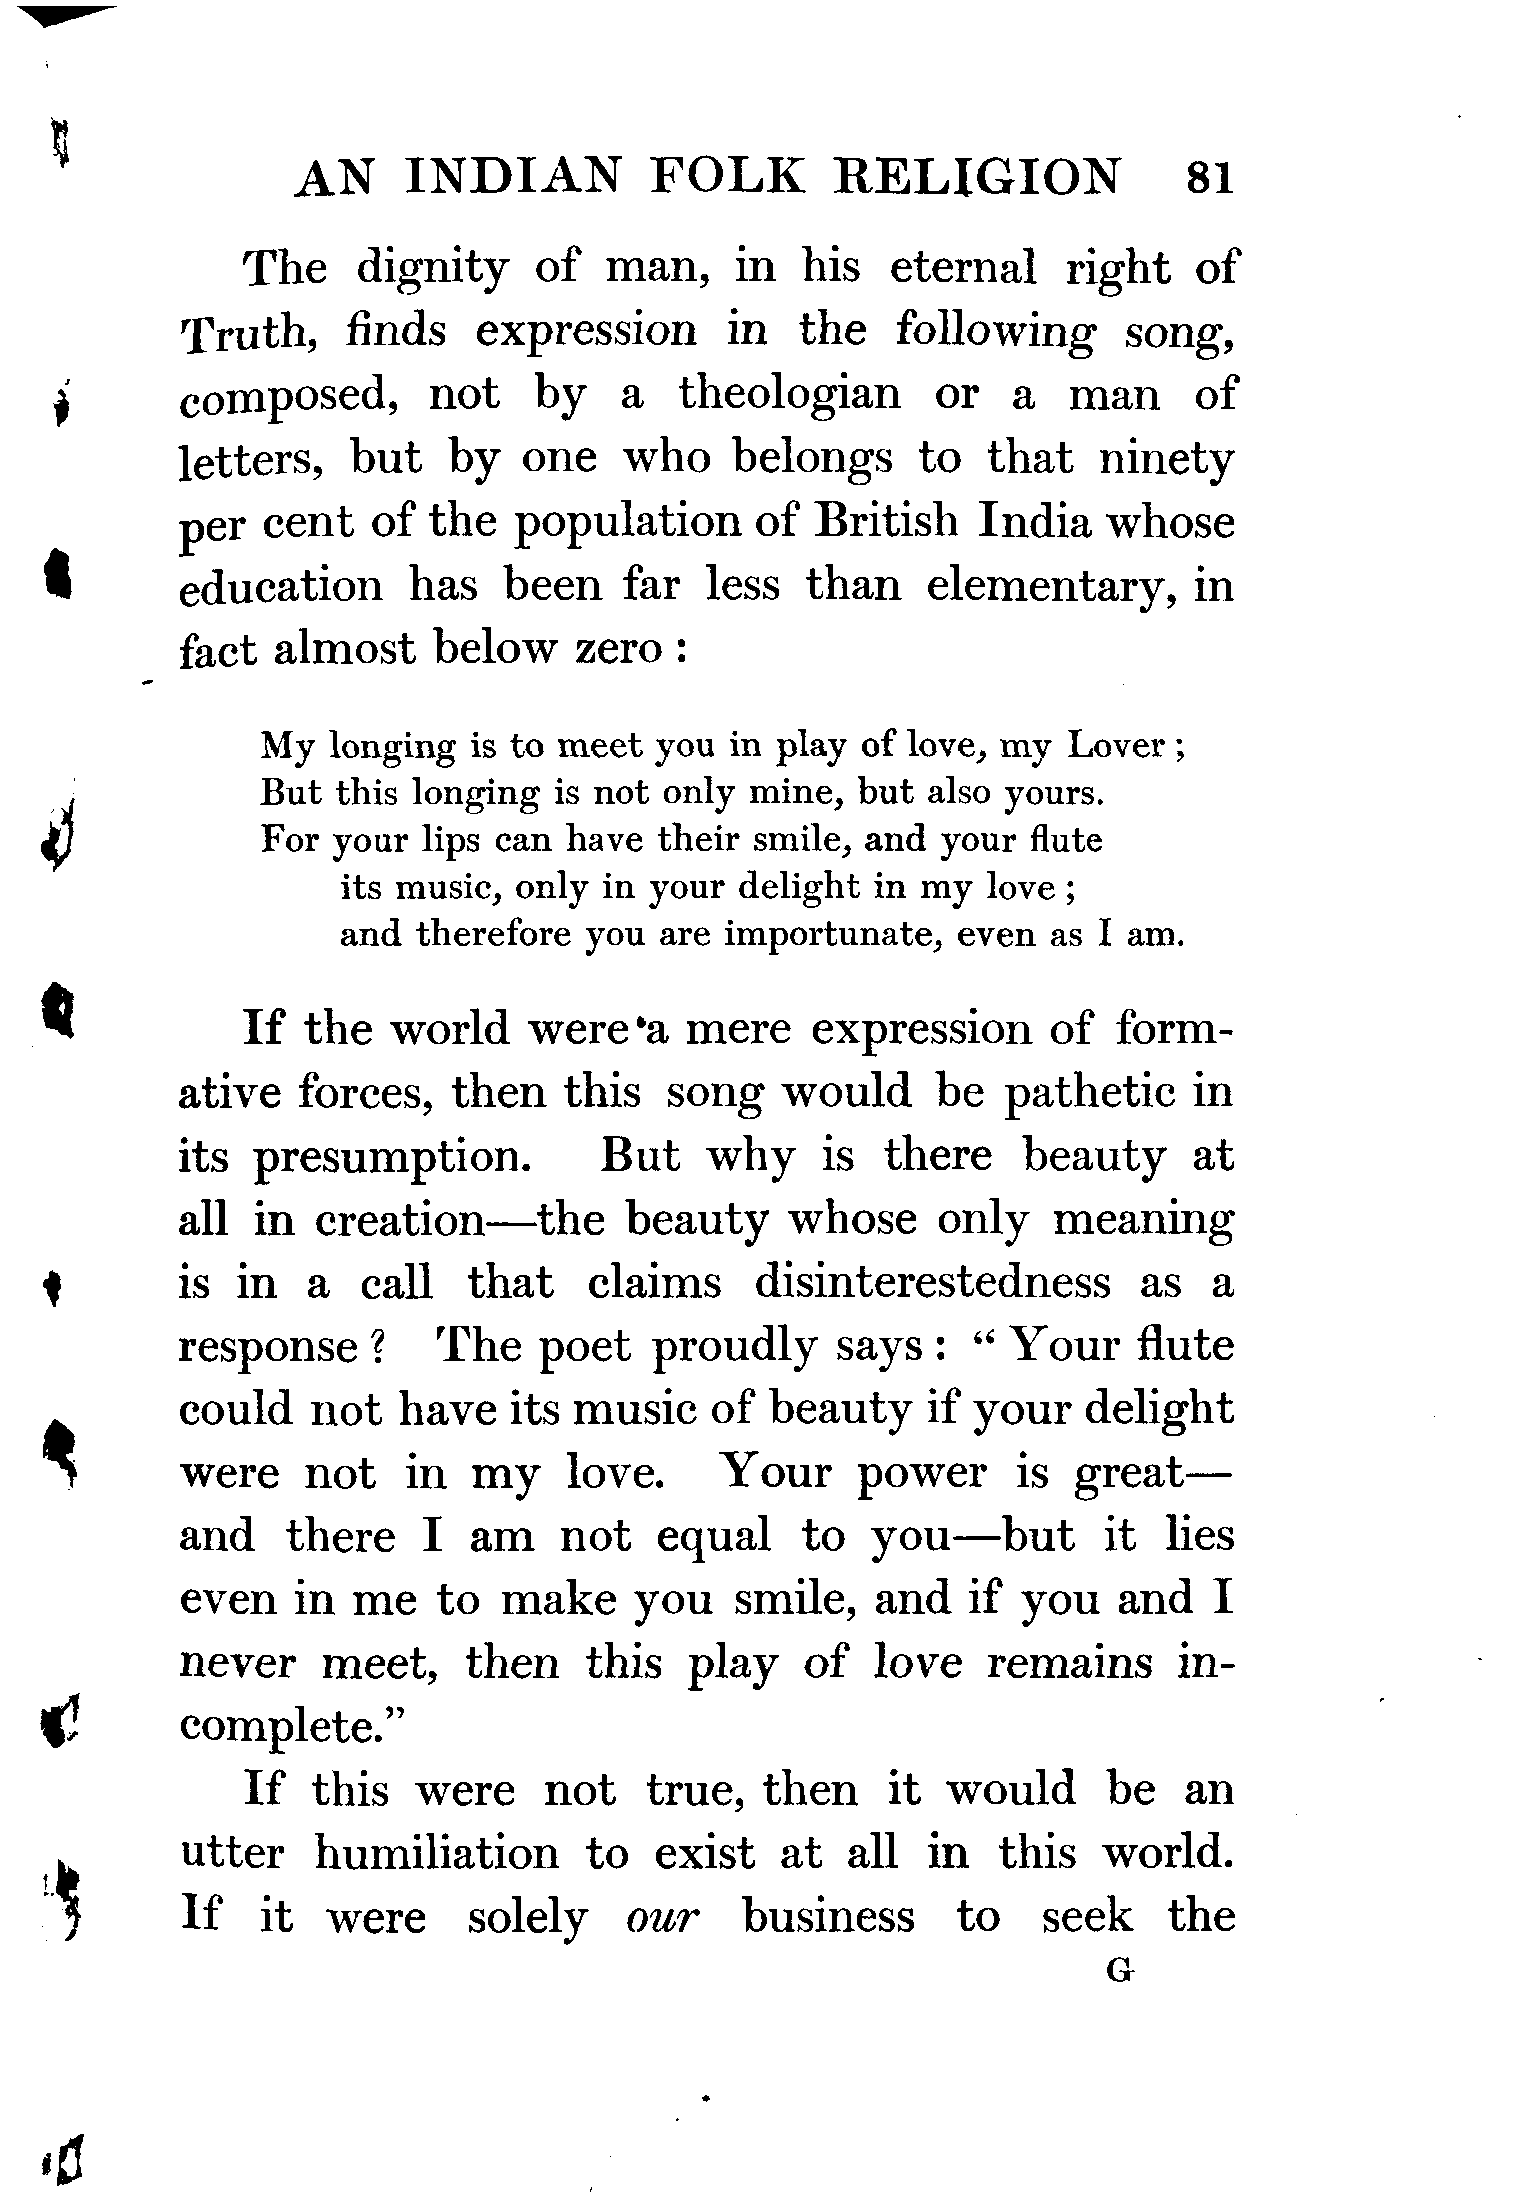 AN INDIAN FOLK RELIGION 81
The dignity of man, in his eternal right of
Truth, finds expression in the following song,
composed, not by a theologian or a man of
letters, but by one who belongs to that ninety
per cent of the population of British India whose
education has been far less than elementary, in
fact almost below zero :
My longing is to meet you in play of love, my Lover ;
But this longing is not only mine, but also yours.
For your lips can have their smile, and your flute
its music, only in your delight in my love ;
and therefore you are importunate, even as I am.
If the world were a mere expression of form-
ative forces, then this song would be pathetic in
its presumption. But why is there beauty at
all in creation—the beauty whose only meaning
is in a call that claims disinterestedness as a
response ? The poet proudly says : “ Your flute
could not have its music of beauty if your delight
were not in my love. Your power is great—
and there I am not equal to you—but it lies
even in me to make you smile, and if you and I
never meet, then this play of love remains in-
complete.”
If this were not true, then it would be an
utter humiliation to exist at all in this world.
If it were solely our business to seek the
G